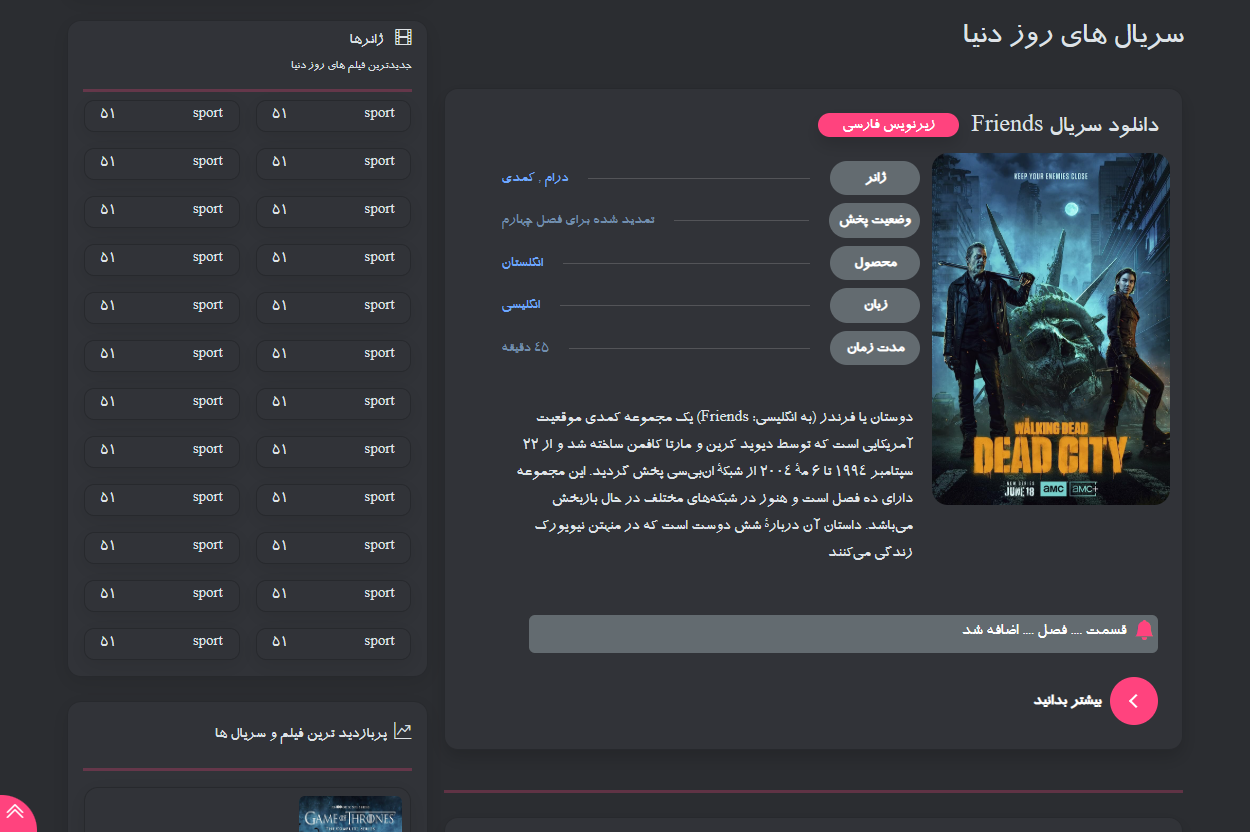 سریال های روز دنیا
دانلود سریال Friends
زیرنویس فارسی
KEEP YOUR ENEMIES CLOSE
THE WALKING DEAD
DEAD CITY
JUNE 18
amc
amc+
ژانر
درام , کمدی
وضعیت پخش
تمدید شده برای فصل چهارم
محصول
انگلستان
زبان
انگلیسی
مدت زمان
٤٥ دقیقه
دوستان یا فرندز (به انگلیسی: Friends) یک مجموعه کمدی موقعیت
آمریکایی است که توسط دیوید کرین و مارتا کافمن ساخته شد و از ۲۲
سپتامبر ۱۹۹٤ تا ۶ مهٔ ۲۰۰٤ از شبکهٔ ان‌بی‌سی پخش گردید. این مجموعه
دارای ده فصل است و هنوز در شبکه‌های مختلف در حال بازپخش
می‌باشد. داستان آن دربارهٔ شش دوست است که در منهتن نیویورک
زندگی می‌کنند
قسمت .... فصل .... اضافه شد
بیشتر بدانید
ژانرها
جدیدترین فیلم های روز دنیا
sport ۵۱ sport ۵۱
sport ۵۱ sport ۵۱
sport ۵۱ sport ۵۱
sport ۵۱ sport ۵۱
sport ۵۱ sport ۵۱
sport ۵۱ sport ۵۱
sport ۵۱ sport ۵۱
sport ۵۱ sport ۵۱
sport ۵۱ sport ۵۱
sport ۵۱ sport ۵۱
sport ۵۱ sport ۵۱
sport ۵۱ sport ۵۱
پربازدید ترین فیلم و سریال ها
GAME OF THRONES